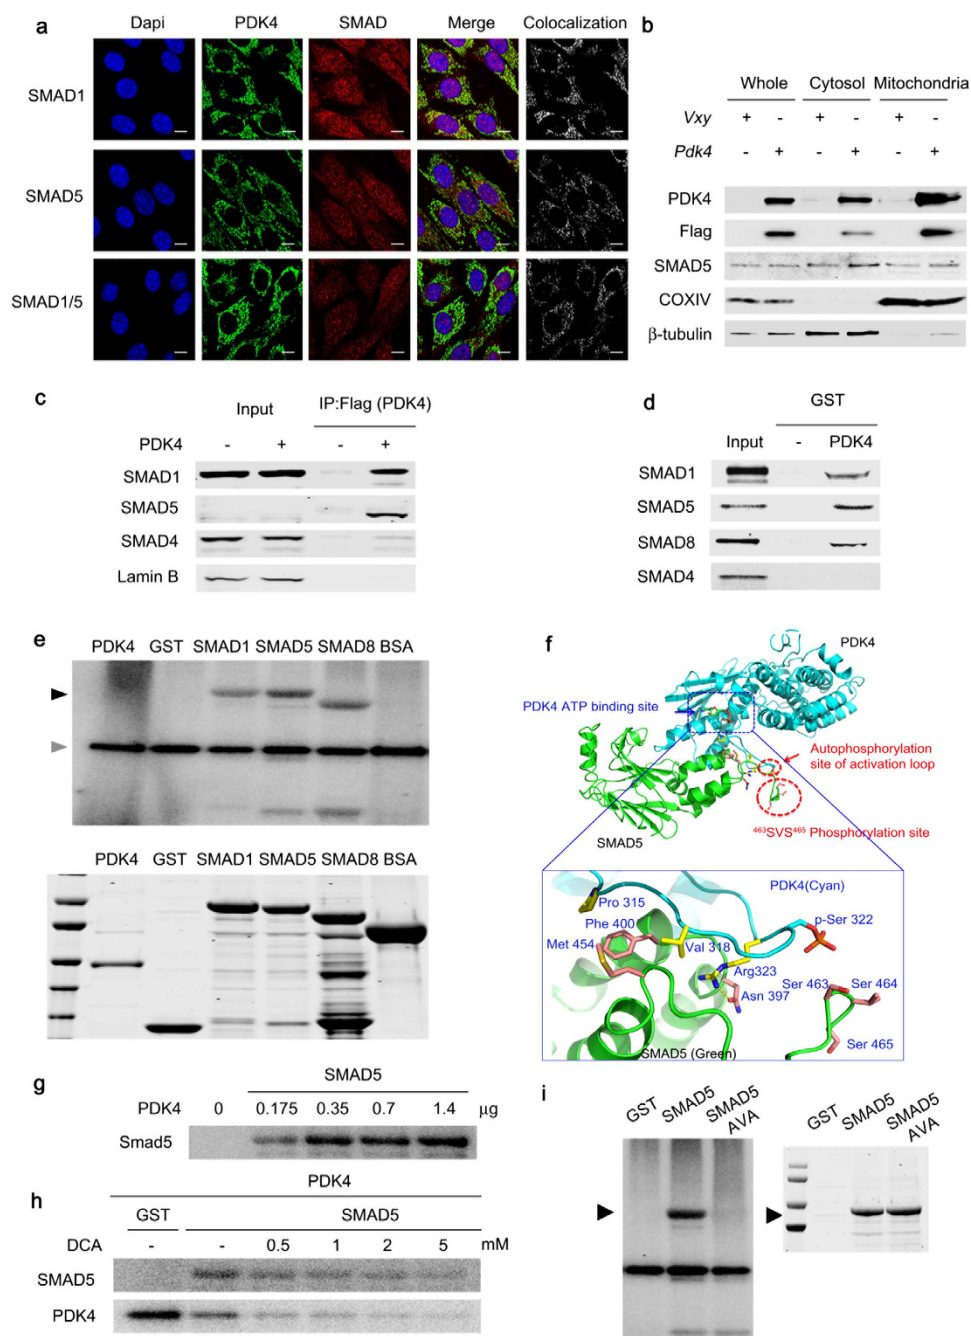 a
Dapi PDK4 SMAD Merge Colocalization
SMAD1
SMAD5
SMAD1/5
b
Whole Cytosol Mitochondria
Vxy + - + - + -
Pdk4 - + - + - +
PDK4
Flag
SMAD5
COXIV
β-tubulin
c
Input IP:Flag (PDK4)
PDK4 - + - +
SMAD1
SMAD5
SMAD4
Lamin B
d
GST
Input - PDK4
SMAD1
SMAD5
SMAD8
SMAD4
e
PDK4 GST SMAD1 SMAD5 SMAD8 BSA
PDK4 GST SMAD1 SMAD5 SMAD8 BSA
f
PDK4
PDK4 ATP binding site
Autophosphorylation
site of activation loop
SMAD5
⁴⁶³SVS⁴⁶⁵ Phosphorylation site
PDK4(Cyan)
Pro 315
p-Ser 322
Phe 400
Met 454
Val 318
Arg323
Ser 463 Ser 464
Asn 397
Ser 465
SMAD5 (Green)
g
SMAD5
PDK4 0 0.175 0.35 0.7 1.4 μg
Smad5
h
PDK4
GST SMAD5
DCA - - 0.5 1 2 5 mM
SMAD5
PDK4
i
GST SMAD5 SMAD5 AVA
GST SMAD5 SMAD5 AVA